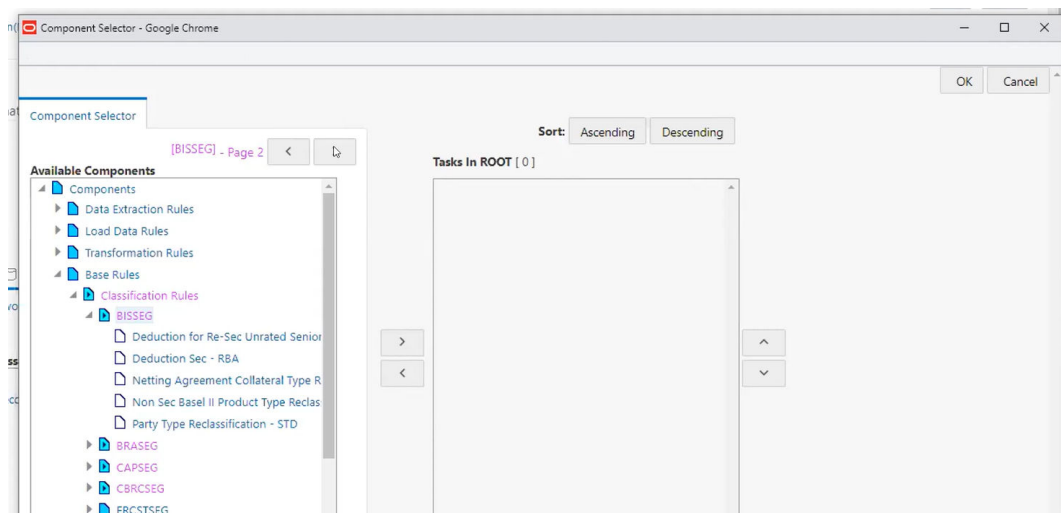 Component Selector - Google Chrome
OK Cancel
Component Selector
Sort: Ascending Descending
[BISSEG] - Page 2
Tasks In ROOT [ 0 ]
Available Components
Components
Data Extraction Rules
Load Data Rules
Transformation Rules
Base Rules
Classification Rules
BISSEG
Deduction for Re-Sec Unrated Senior
Deduction Sec - RBA
Netting Agreement Collateral Type R
Non Sec Basel II Product Type Reclas
Party Type Reclassification - STD
BRASEG
CAPSEG
CBRCSEG